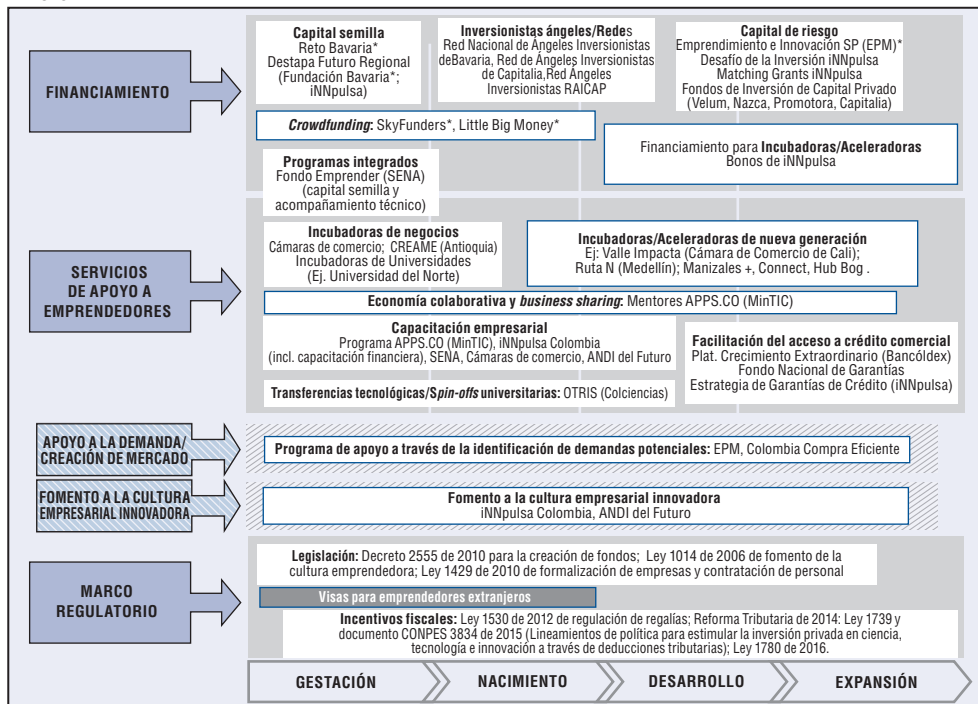 FINANCIAMIENTO
Capital semilla
Reto Bavaria*
Destapa Futuro Regional
(Fundación Bavaria*;
iNNpulsa)
Inversionistas ángeles/Redes
Red Nacional de Ángeles Inversionistas
deBavaria, Red de Ángeles Inversionistas
de Capitalia,Red Ángeles
Inversionistas RAICAP
Capital de riesgo
Emprendimiento e Innovación SP (EPM)*
Desafío de la Inversión iNNpulsa
Matching Grants iNNpulsa
Fondos de Inversión de Capital Privado
(Velum, Nazca, Promotora, Capitalia)
Crowdfunding: SkyFunders*, Little Big Money*
Financiamiento para Incubadoras/Aceleradoras
Bonos de iNNpulsa
Programas integrados
Fondo Emprender (SENA)
(capital semilla y
acompañamiento técnico)
SERVICIOS
DE APOYO A
EMPRENDEDORES
Incubadoras de negocios
Cámaras de comercio; CREAME (Antioquia)
Incubadoras de Universidades
(Ej. Universidad del Norte)
Incubadoras/Aceleradoras de nueva generación
Ej: Valle Impacta (Cámara de Comercio de Cali);
Ruta N (Medellín); Manizales +, Connect, Hub Bog .
Economía colaborativa y business sharing: Mentores APPS.CO (MinTIC)
Capacitación empresarial
Programa APPS.CO (MinTIC), iNNpulsa Colombia
(incl. capacitación financiera), SENA, Cámaras de comercio, ANDI del Futuro
Facilitación del acceso a crédito comercial
Plat. Crecimiento Extraordinario (Bancóldex)
Fondo Nacional de Garantías
Estrategia de Garantías de Crédito (iNNpulsa)
Transferencias tecnológicas/Spin-offs universitarias: OTRIS (Colciencias)
APOYO A LA DEMANDA/
CREACIÓN DE MERCADO
Programa de apoyo a través de la identificación de demandas potenciales: EPM, Colombia Compra Eficiente
FOMENTO A LA CULTURA
EMPRESARIAL INNOVADORA
Fomento a la cultura empresarial innovadora
iNNpulsa Colombia, ANDI del Futuro
MARCO
REGULATORIO
Legislación: Decreto 2555 de 2010 para la creación de fondos; Ley 1014 de 2006 de fomento de la
cultura emprendedora; Ley 1429 de 2010 de formalización de empresas y contratación de personal
Visas para emprendedores extranjeros
Incentivos fiscales: Ley 1530 de 2012 de regulación de regalías; Reforma Tributaria de 2014: Ley 1739 y
documento CONPES 3834 de 2015 (Lineamientos de política para estimular la inversión privada en ciencia,
tecnología e innovación a través de deducciones tributarias); Ley 1780 de 2016.
GESTACIÓN
NACIMIENTO
DESARROLLO
EXPANSIÓN